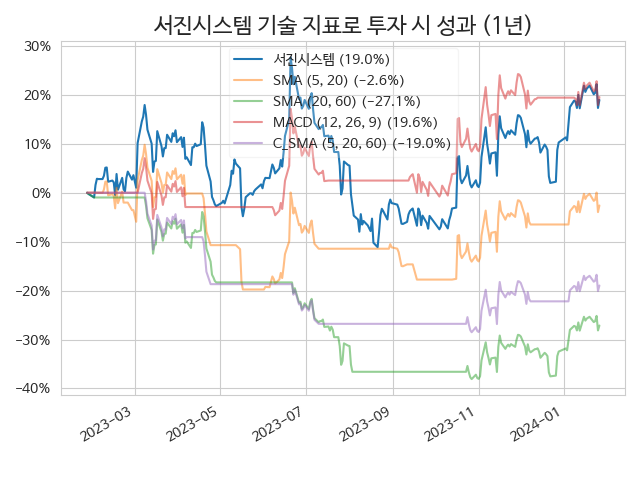 서진시스템 기술 지표로 투자 시 성과 (1년)
30%
20%
10%
0%
−10%
−20%
−30%
−40%
서진시스템 (19.0%)
SMA (5, 20) (−2.6%)
SMA (20, 60) (−27.1%)
MACD (12, 26, 9) (19.6%)
C_SMA (5, 20, 60) (−19.0%)
2023−03
2023−05
2023−07
2023−09
2023−11
2024−01